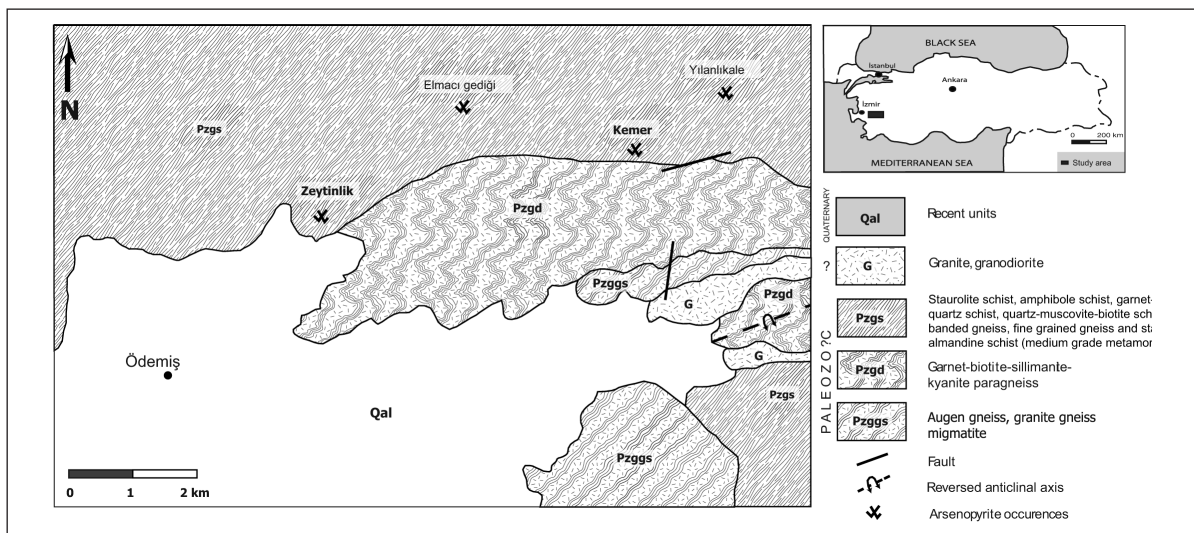 N
Elmacı gediği
Yılanlıkale
Pzgs
Kemer
Zeytinlik
Pzgd
Pzggs
G
Pzgd
G
Ödemiş
Qal
Pzgs
Pzggs
0 1 2 km
BLACK SEA
İstanbul
Ankara
İzmir
0 200 km
MEDITERRANEAN SEA
Study area
QUATERNARY
Qal
Recent units
?
G
Granite, granodiorite
PALEOZO?C
Pzgs
Staurolite schist, amphibole schist, garnet-
quartz schist, quartz-muscovite-biotite sch
banded gneiss, fine grained gneiss and sta
almandine schist (medium grade metamor
Pzgd
Garnet-biotite-sillimante-
kyanite paragneiss
Pzggs
Augen gneiss, granite gneiss
migmatite
Fault
Reversed anticlinal axis
Arsenopyrite occurences